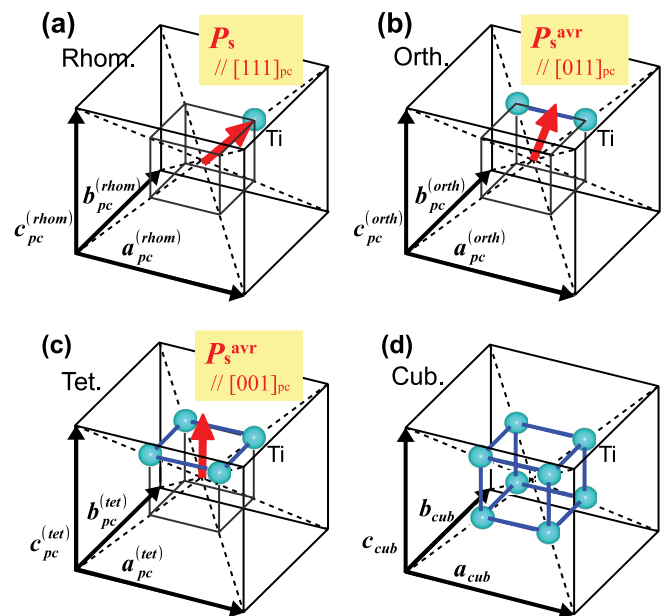 (a)
Rhom.
Ps
// [111]pc
Ti
bpc(rhom)
cpc(rhom)
apc(rhom)
(b)
Orth.
Psavr
// [011]pc
Ti
bpc(orth)
cpc(orth)
apc(orth)
(c)
Tet.
Psavr
// [001]pc
Ti
bpc(tet)
cpc(tet)
apc(tet)
(d)
Cub.
Ti
bcub
ccub
acub